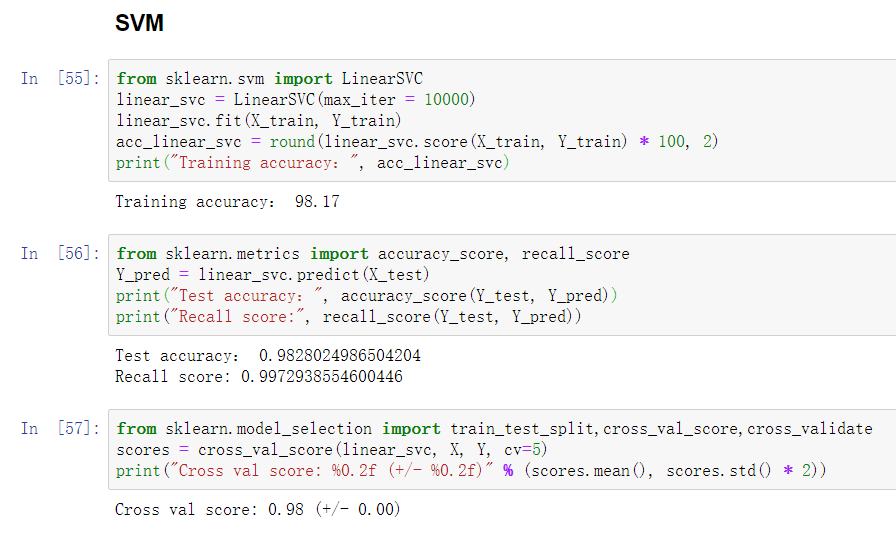 SVM
In [55]: from sklearn.svm import LinearSVC
linear_svc = LinearSVC(max_iter = 10000)
linear_svc.fit(X_train, Y_train)
acc_linear_svc = round(linear_svc.score(X_train, Y_train) * 100, 2)
print("Training accuracy: ", acc_linear_svc)
Training accuracy: 98.17
In [56]: from sklearn.metrics import accuracy_score, recall_score
Y_pred = linear_svc.predict(X_test)
print("Test accuracy: ", accuracy_score(Y_test, Y_pred))
print("Recall score:", recall_score(Y_test, Y_pred))
Test accuracy: 0.9828024986504204
Recall score: 0.9972938554600446
In [57]: from sklearn.model_selection import train_test_split,cross_val_score,cross_validate
scores = cross_val_score(linear_svc, X, Y, cv=5)
print("Cross val score: %0.2f (+/- %0.2f)" % (scores.mean(), scores.std() * 2))
Cross val score: 0.98 (+/- 0.00)